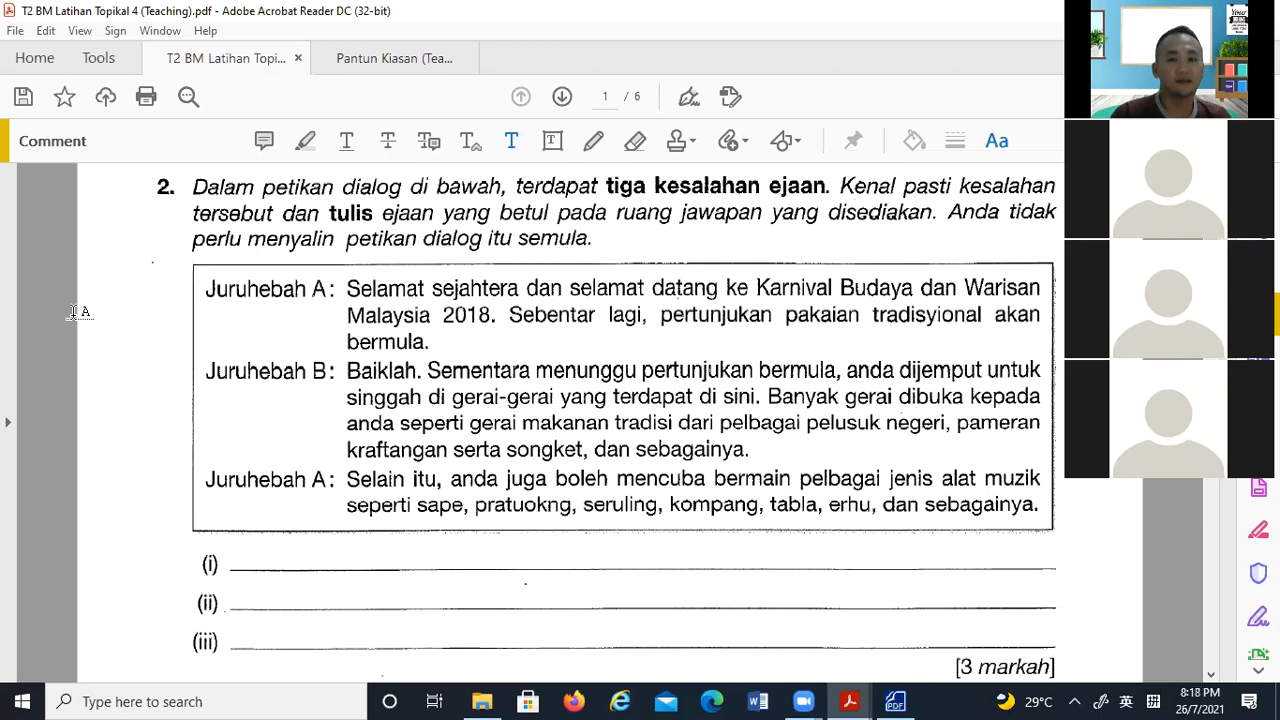 T2 BM Latihan Topikal 4 (Teaching).pdf - Adobe Acrobat Reader DC (32-bit)
File Edit View Sign Window Help
Home Tools T2 BM Latihan Topi... × Pantun Kiasan (Tea...
1 / 6
Comment
T T T T T T Aa
2. Dalam petikan dialog di bawah, terdapat tiga kesalahan ejaan. Kenal pasti kesalahan
tersebut dan tulis ejaan yang betul pada ruang jawapan yang disediakan. Anda tidak
perlu menyalin petikan dialog itu semula.
Juruhebah A: Selamat sejahtera dan selamat datang ke Karnival Budaya dan Warisan
Malaysia 2018. Sebentar lagi, pertunjukan pakaian tradisyional akan
bermula.
Juruhebah B: Baiklah. Sementara menunggu pertunjukan bermula, anda dijemput untuk
singgah di gerai-gerai yang terdapat di sini. Banyak gerai dibuka kepada
anda seperti gerai makanan tradisi dari pelbagai pelusuk negeri, pameran
kraftangan serta songket, dan sebagainya.
Juruhebah A: Selain itu, anda juga boleh mencuba bermain pelbagai jenis alat muzik
seperti sape, pratuokng, seruling, kompang, tabla, erhu, dan sebagainya.
(i)
(ii)
(iii)
[3 markah]
Type here to search
29°C 英 拼 8:18 PM
26/7/2021